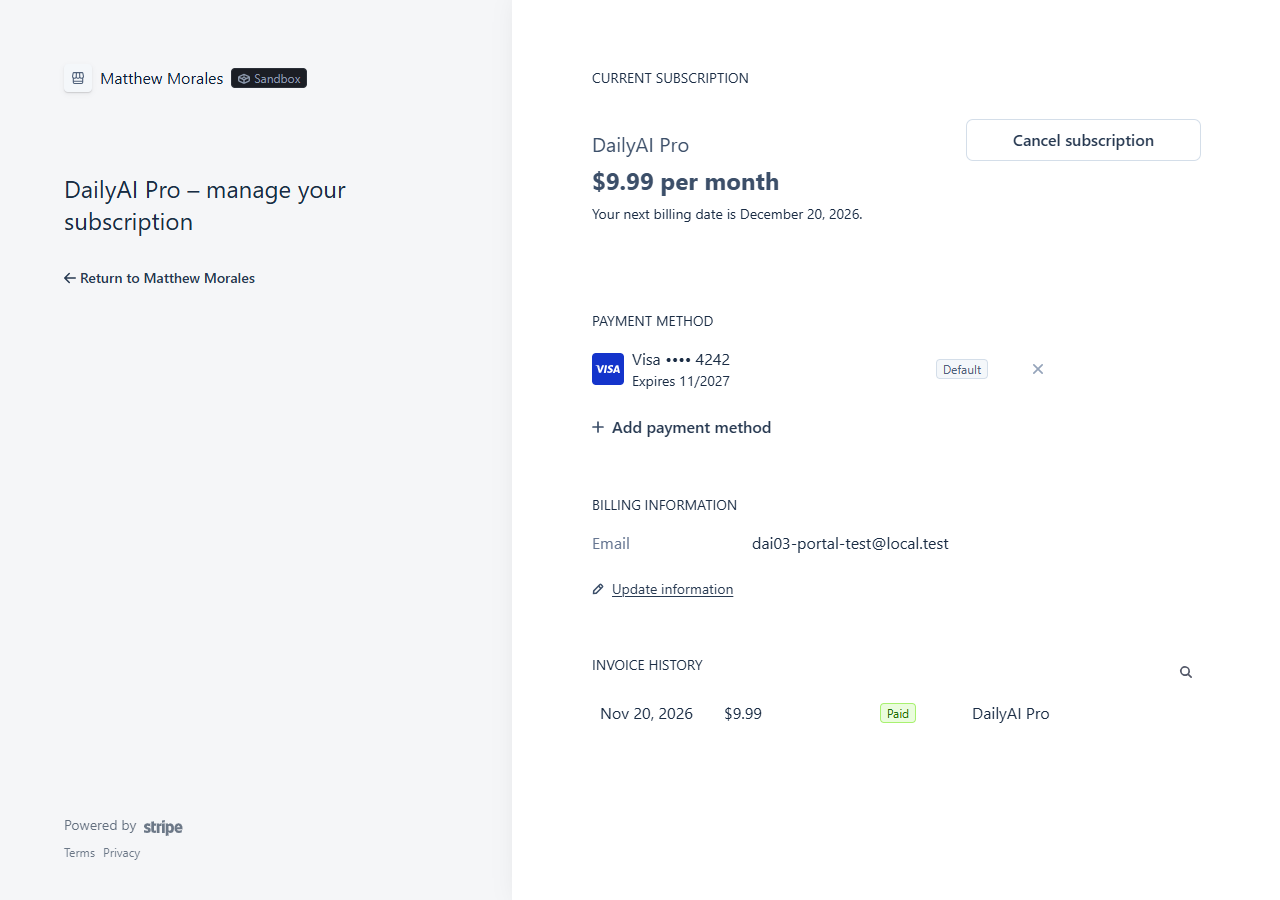 Matthew Morales Sandbox
DailyAI Pro – manage your
subscription
Return to Matthew Morales
Powered by stripe
Terms Privacy
CURRENT SUBSCRIPTION
DailyAI Pro
Cancel subscription
$9.99 per month
Your next billing date is December 20, 2026.
PAYMENT METHOD
VISA
Visa •••• 4242
Default
Expires 11/2027
Add payment method
BILLING INFORMATION
Email dai03-portal-test@local.test
Update information
INVOICE HISTORY
Nov 20, 2026 $9.99 Paid DailyAI Pro